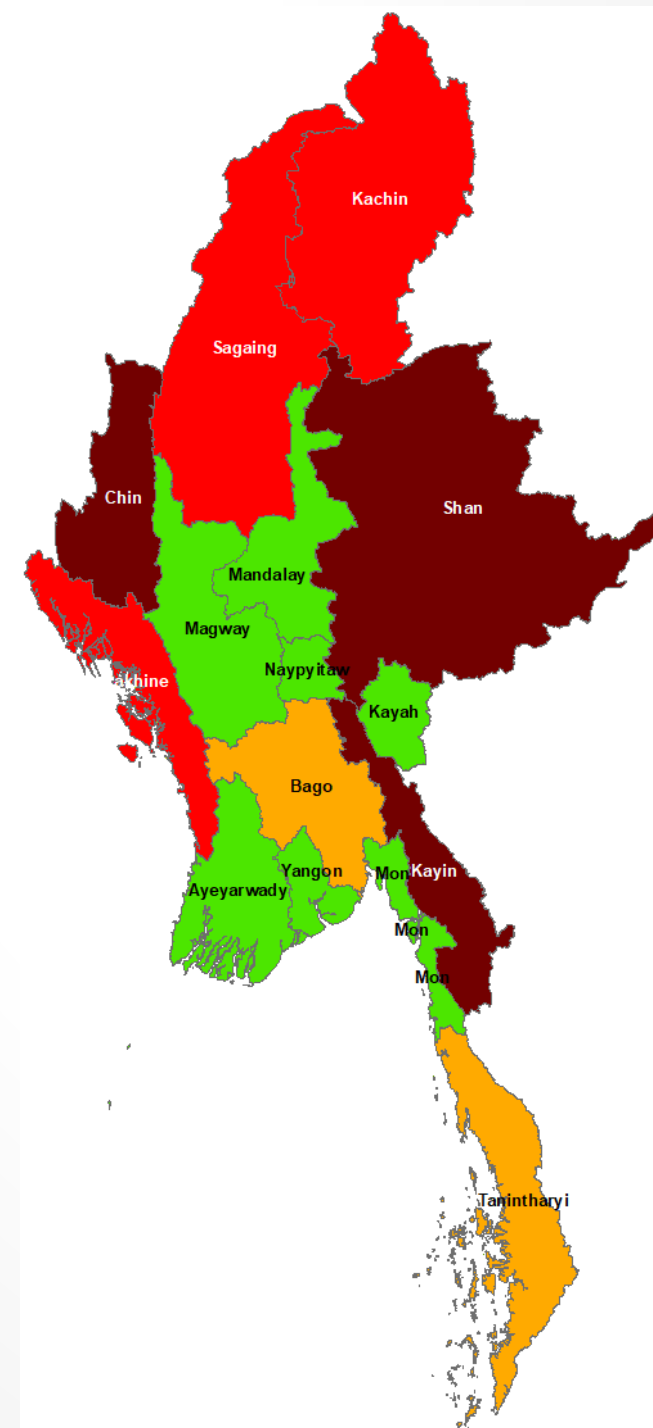 Kachin
Sagaing
Chin
Shan
Mandalay
Magway
Naypyitaw
akhine
Kayah
Bago
Yangon
Mon
Kayin
Ayeyarwady
Mon
Mon
Tanintharyi